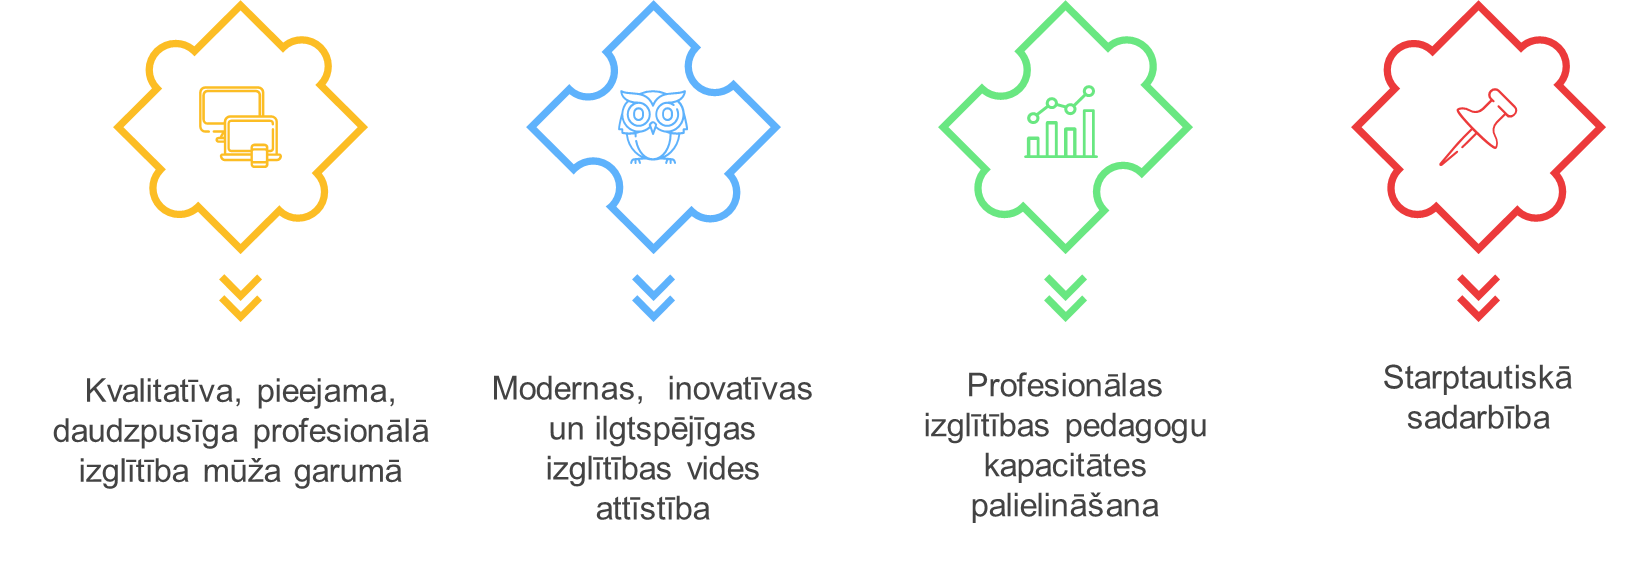 Kvalitatīva, pieejama,
daudzpusīga profesionālā
izglītība mūža garumā
Modernas, inovatīvas
un ilgtspējīgas
izglītības vides
attīstība
Profesionālas
izglītības pedagogu
kapacitātes
palielināšana
Starptautiskā
sadarbība